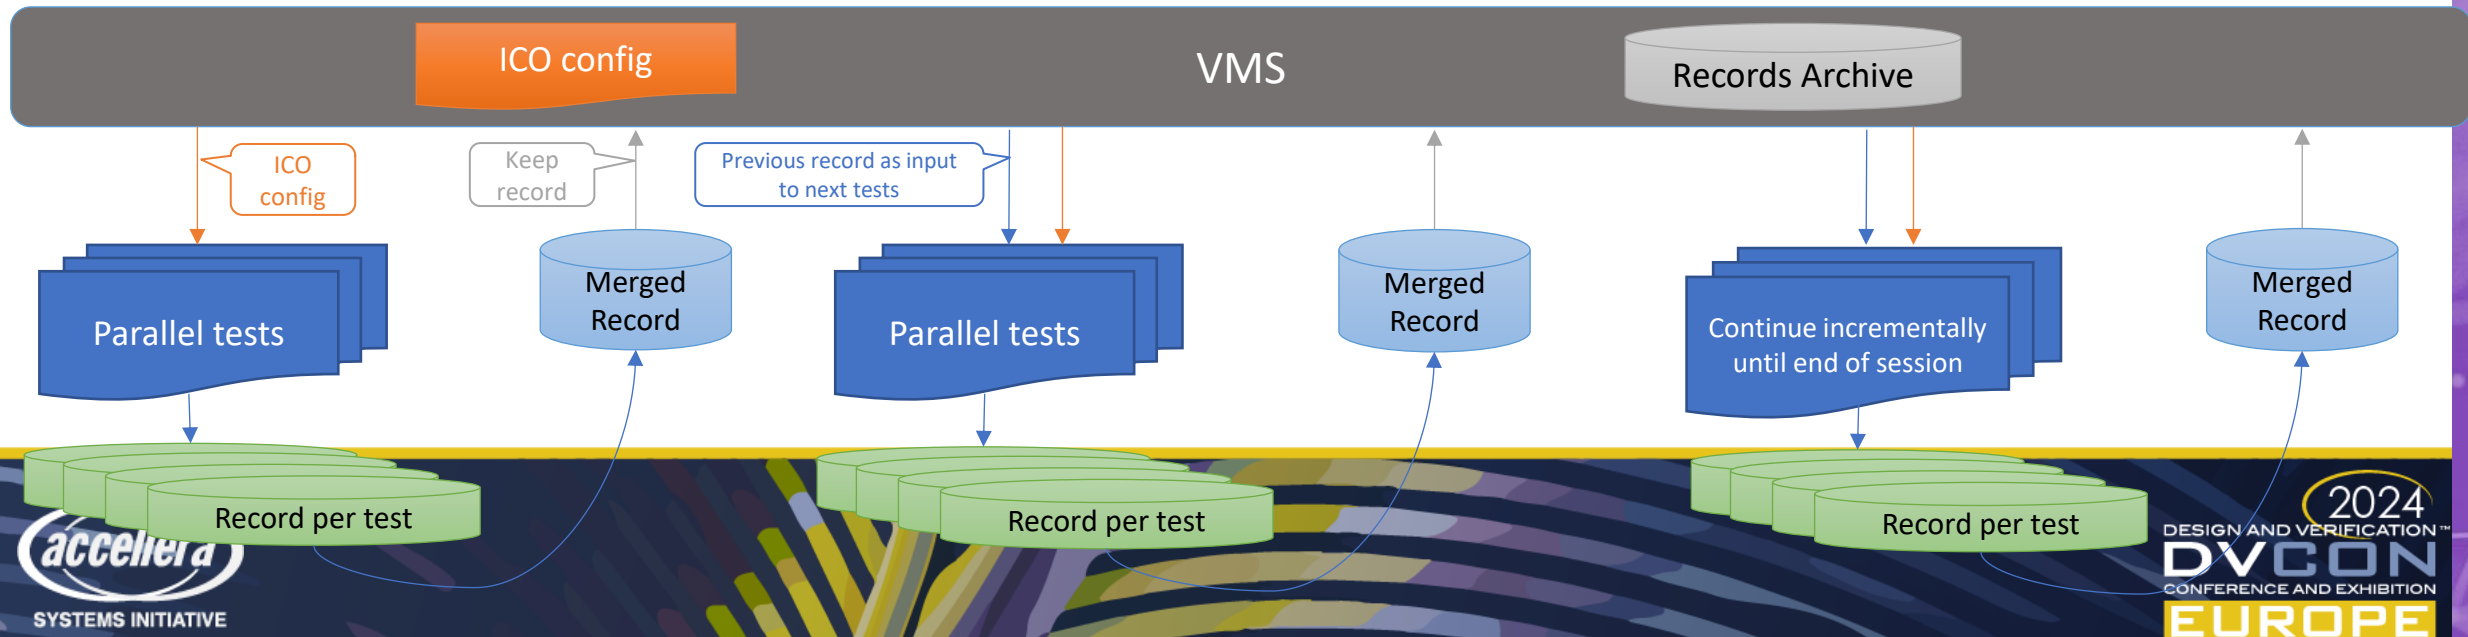 ICO config
VMS
Records Archive
ICO
config
Keep
record
Previous record as input
to next tests
Parallel tests
Merged
Record
Parallel tests
Merged
Record
Continue incrementally
until end of session
Merged
Record
Record per test
Record per test
Record per test
accellera
SYSTEMS INITIATIVE
2024
DESIGN AND VERIFICATION™
DVCON
CONFERENCE AND EXHIBITION
EUROPE